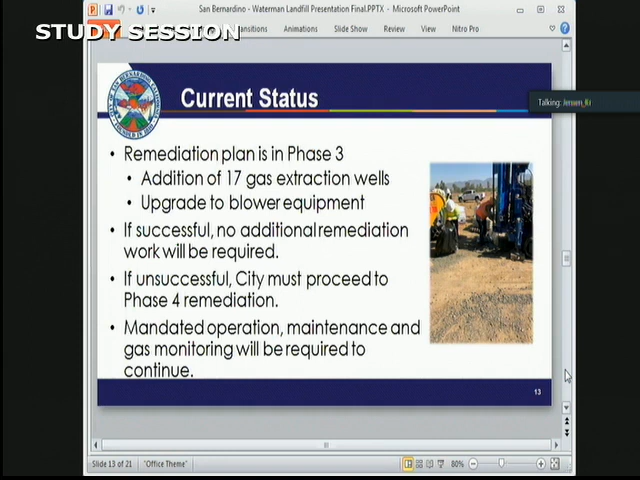 San Bernardino - Waterman Landfill Presentation Final.PPTX - Microsoft PowerPoint
STUDY SESSION
Transitions Animations Slide Show Review View Nitro Pro
Current Status
Talking:
• Remediation plan is in Phase 3
• Addition of 17 gas extraction wells
• Upgrade to blower equipment
• If successful, no additional remediation
work will be required.
• If unsuccessful, City must proceed to
Phase 4 remediation.
• Mandated operation, maintenance and
gas monitoring will be required to
continue.
13
Slide 13 of 21 "Office Theme" 80%